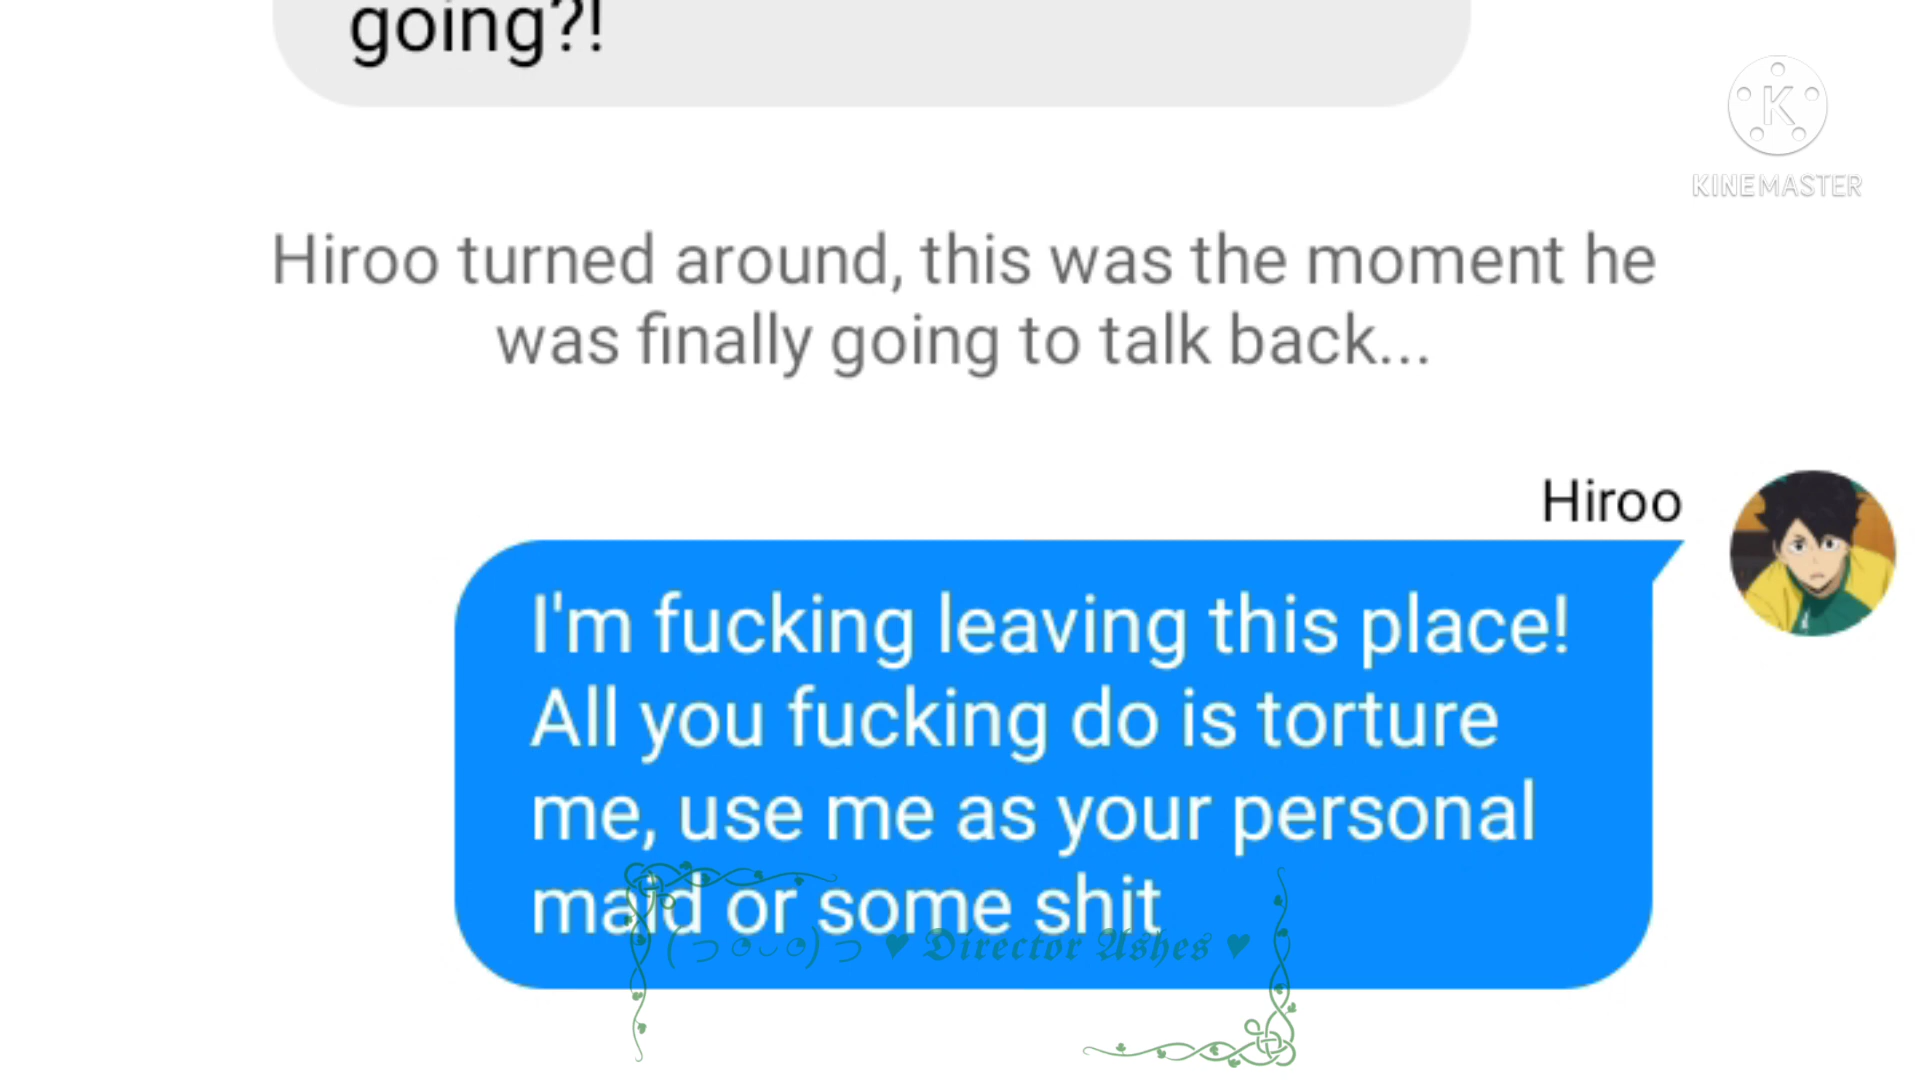 going?!
K
KINEMASTER
Hiroo turned around, this was the moment he
was finally going to talk back...
Hiroo
I'm fucking leaving this place!
All you fucking do is torture
me, use me as your personal
maid or some shit
(っ◔◡◔)っ ♥ Director Ashes ♥